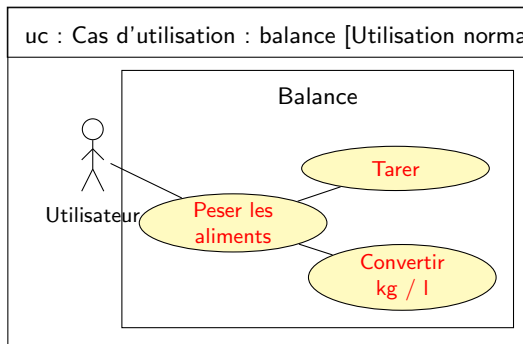 uc : Cas d'utilisation : balance [Utilisation norma
Balance
Tarer
Utilisateur
Peser les
aliments
Convertir
kg / l